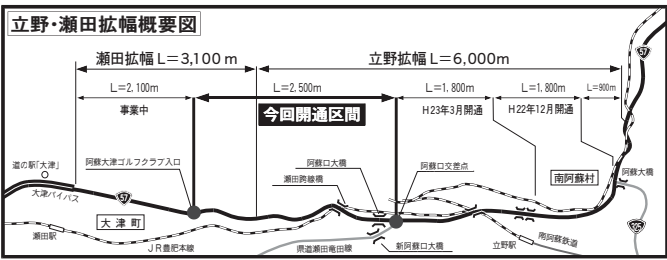 立野・瀬田拡幅概要図
瀬田拡幅 L=3,100m
立野拡幅 L=6,000m
L=2.100m
L=2.500m
L=1.800m
L=1.800m
L=900m
事業中
今回開通区間
H23年3月開通
H22年12月開通
57
道の駅「大津」
阿蘇大津ゴルフクラブ入口
阿蘇口大橋
瀬田跨線橋
阿蘇口交差点
南阿蘇村
阿蘇大橋
大津バイパス
57
大津町
瀬田駅
JR豊肥本線
県道瀬田竜田線
新阿蘇口大橋
立野駅
南阿蘇鉄道
325